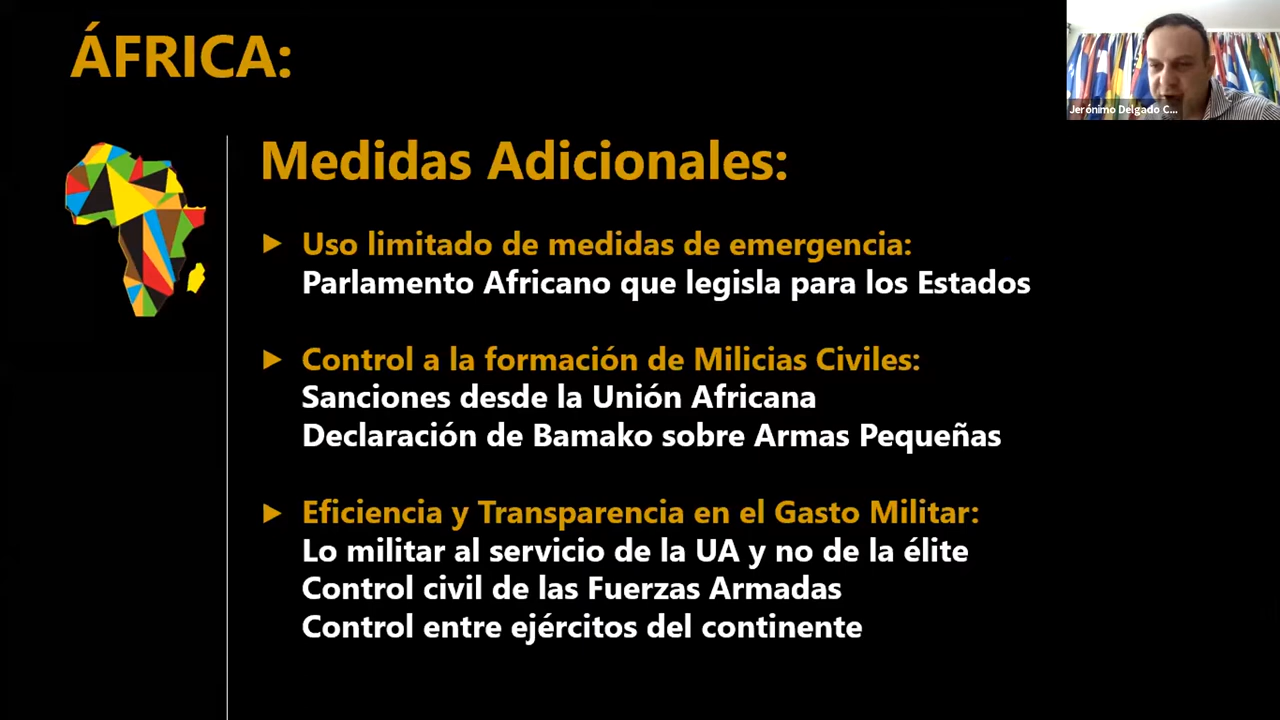 ÁFRICA:
Jerónimo Delgado C...
Medidas Adicionales:
Uso limitado de medidas de emergencia:
Parlamento Africano que legisla para los Estados
Control a la formación de Milicias Civiles:
Sanciones desde la Unión Africana
Declaración de Bamako sobre Armas Pequeñas
Eficiencia y Transparencia en el Gasto Militar:
Lo militar al servicio de la UA y no de la élite
Control civil de las Fuerzas Armadas
Control entre ejércitos del continente